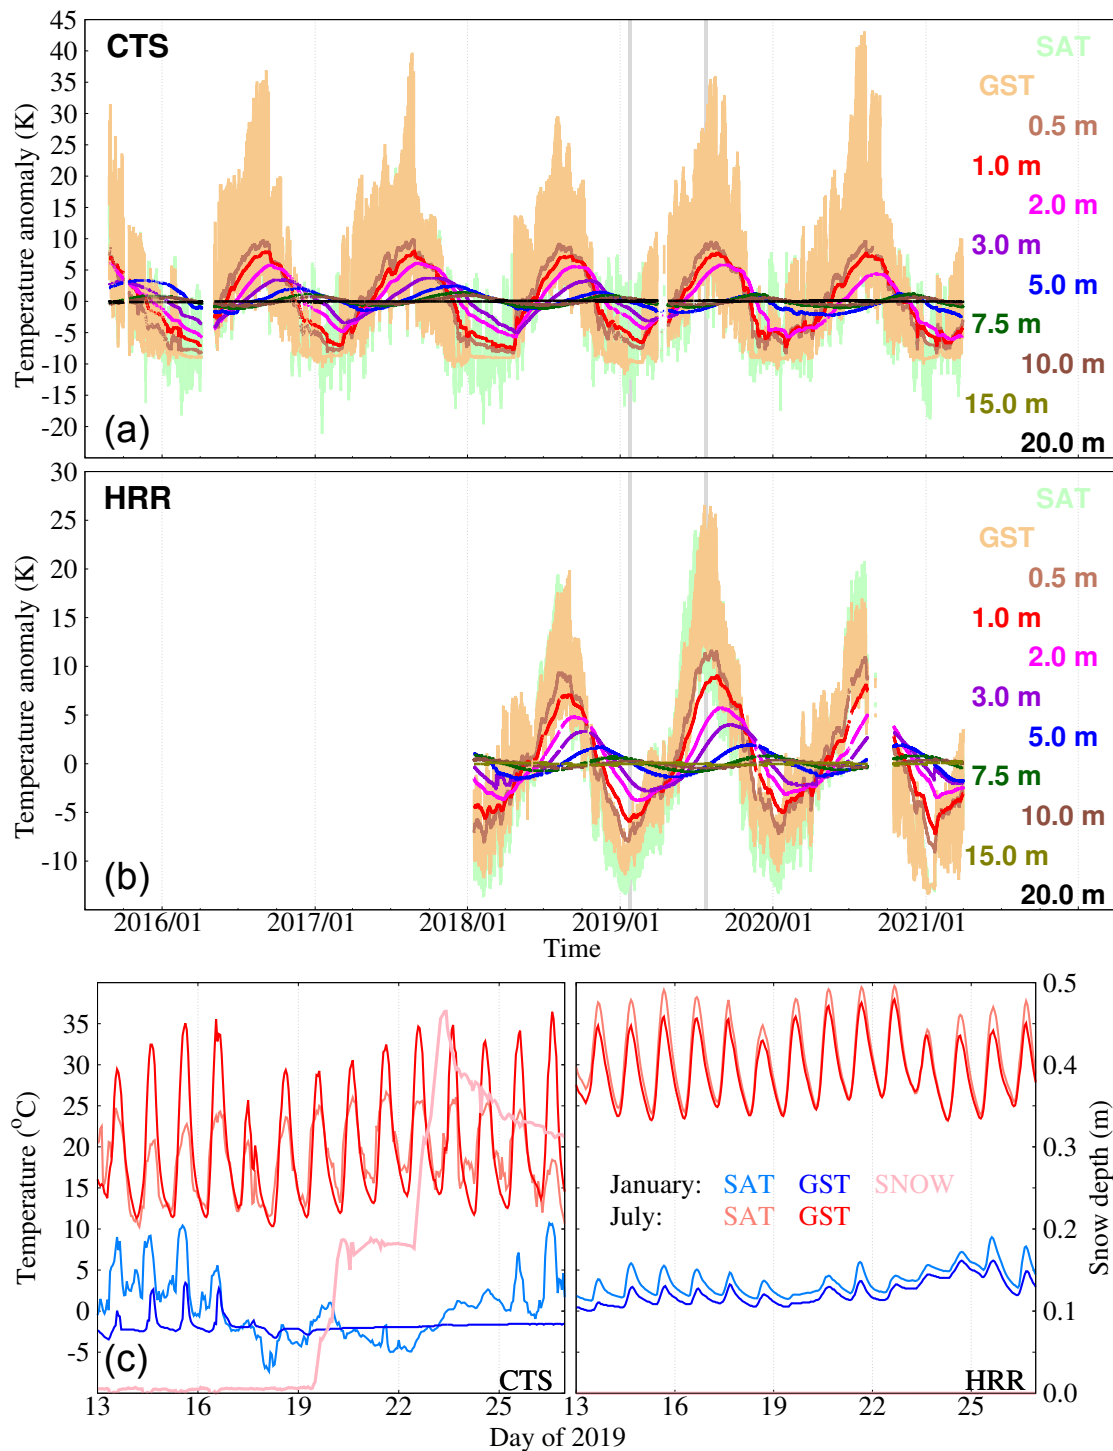 CTS
SAT
GST
0.5 m
1.0 m
2.0 m
3.0 m
5.0 m
7.5 m
10.0 m
15.0 m
20.0 m
Temperature anomaly (K)
45
40
35
30
25
20
15
10
5
0
-5
-10
-15
-20
(a)
HRR
SAT
GST
0.5 m
1.0 m
2.0 m
3.0 m
5.0 m
7.5 m
10.0 m
15.0 m
20.0 m
Temperature anomaly (K)
30
25
20
15
10
5
0
-5
-10
(b)
2016/01 2017/01 2018/01 2019/01 2020/01 2021/01
Time
Temperature (°C)
35
30
25
20
15
10
5
0
-5
(c)
CTS
13 16 19 22 25
January: SAT GST SNOW
July: SAT GST
HRR
13 16 19 22 25
0.5
0.4
0.3
0.2
0.1
0.0
Snow depth (m)
Day of 2019